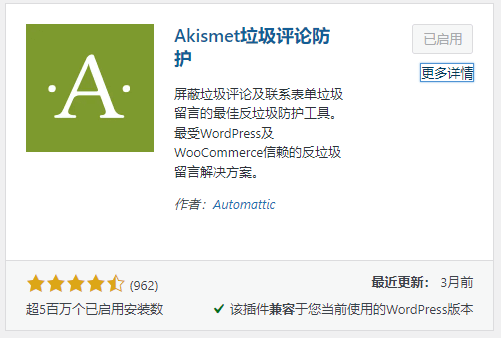 ·A·
Akismet垃圾评论防
护
已启用
更多详情
屏蔽垃圾评论及联系表单垃圾
留言的最佳反垃圾防护工具。
最受WordPress及
WooCommerce信赖的反垃圾
留言解决方案。
作者：Automattic
(962)
最近更新： 3月前
超5百万个已启用安装数
该插件兼容于您当前使用的WordPress版本